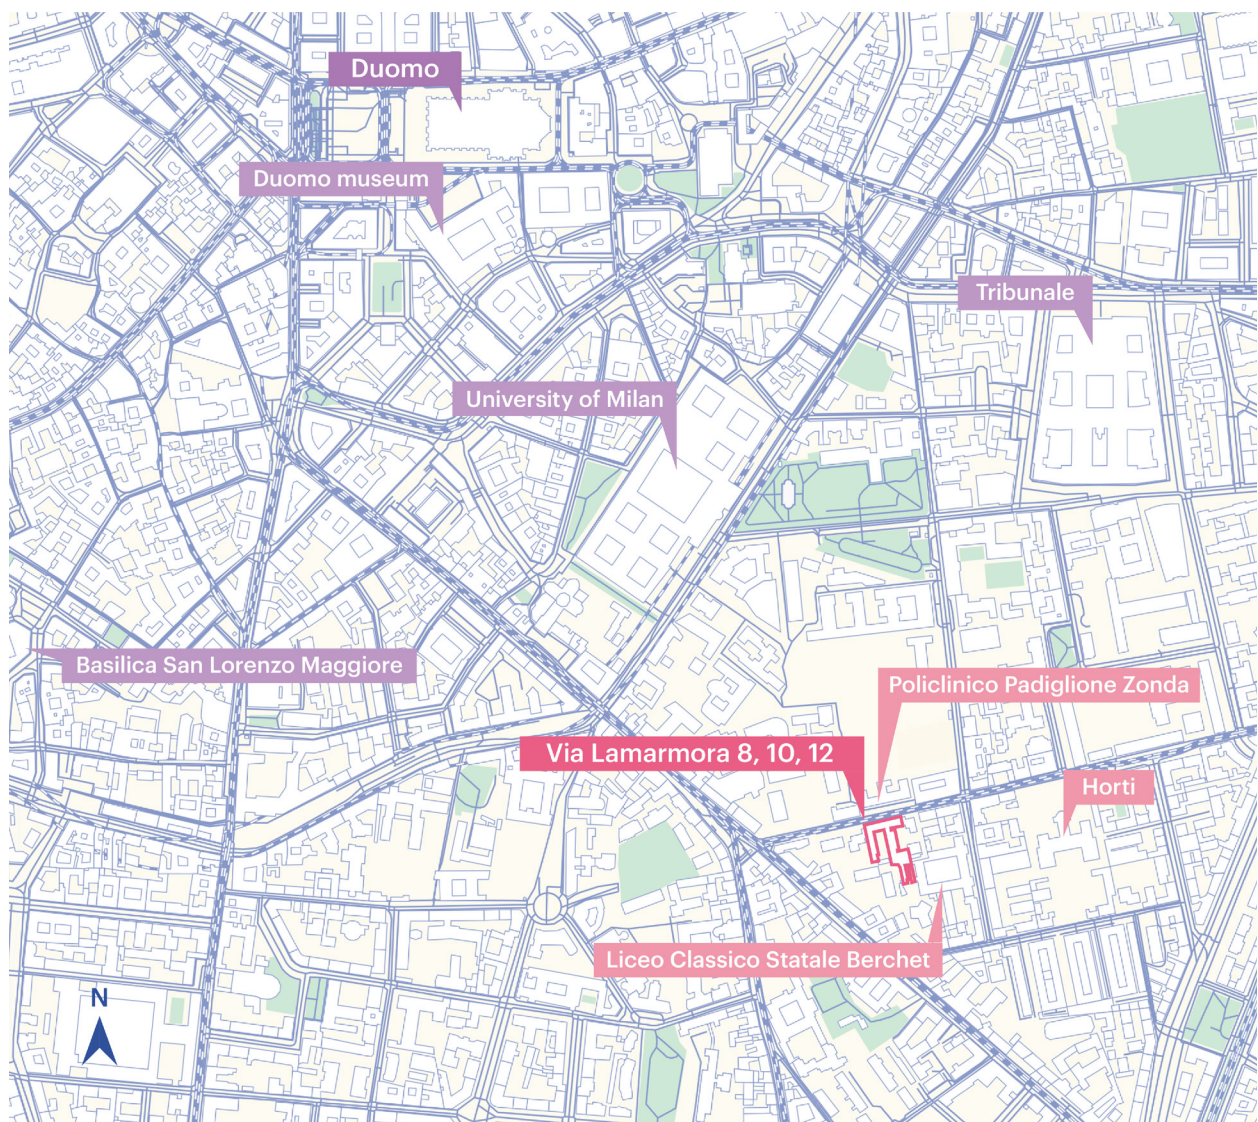 Duomo
Duomo museum
Tribunale
University of Milan
Basilica San Lorenzo Maggiore
Policlinico Padiglione Zonda
Via Lamarmora 8, 10, 12
Horti
Liceo Classico Statale Berchet
N